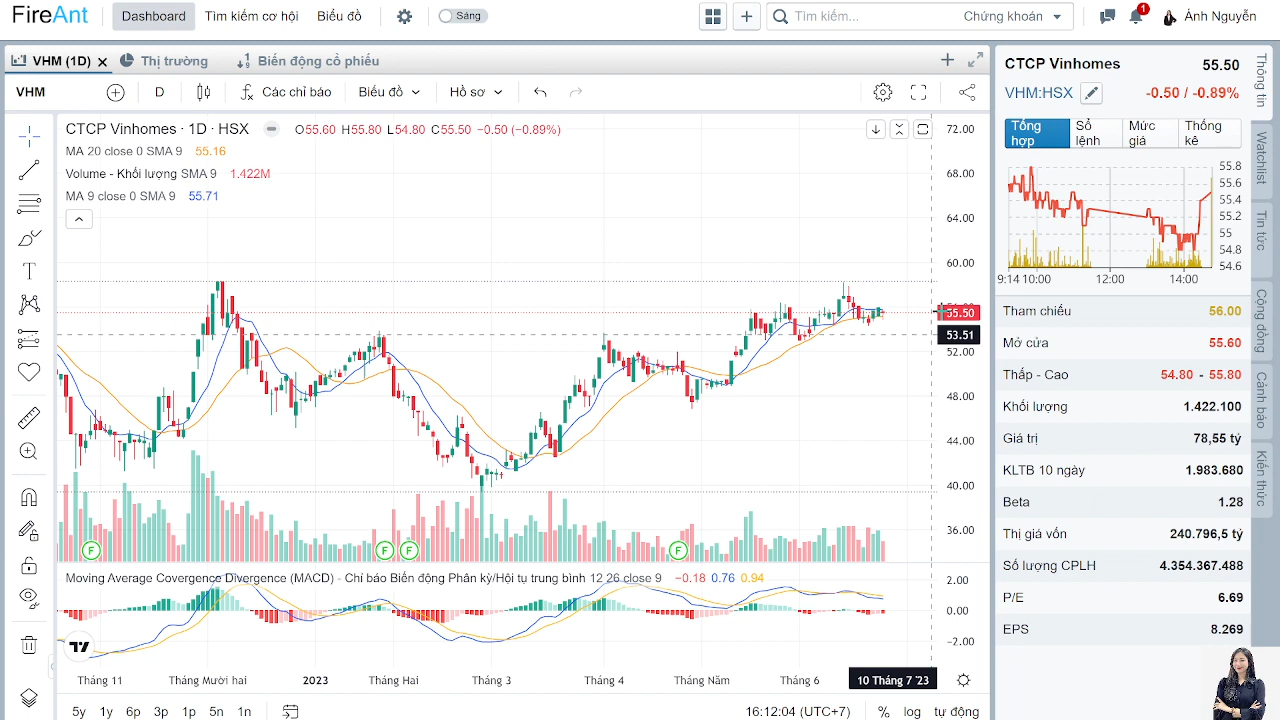 FireAnt Dashboard Tìm kiếm cơ hội Biểu đồ Sáng Tìm kiếm... Chứng khoán 1 Ánh Nguyễn
VHM (1D) Thị trường Biến động cổ phiếu
VHM D Các chỉ báo Biểu đồ Hồ sơ
CTCP Vinhomes · 1D · HSX O55.60 H55.80 L54.80 C55.50 −0.50 (−0.89%)
MA 20 close 0 SMA 9 55.16
Volume - Khối lượng SMA 9 1.422M
MA 9 close 0 SMA 9 55.71
72.00
68.00
64.00
60.00
55.50
53.51
52.00
48.00
44.00
40.00
36.00
F F F F
Moving Average Covergence Divergence (MACD) - Chỉ báo Biến động Phân kỳ/Hội tụ trung bình 12 26 close 9 −0.18 0.76 0.94
2.00
0.00
−2.00
Tháng 11 Tháng Mười hai 2023 Tháng Hai Tháng 3 Tháng 4 Tháng Năm Tháng 6 10 Tháng 7 '23
5y 1y 6p 3p 1p 5n 1n 16:12:04 (UTC+7) % log tự động
CTCP Vinhomes 55.50
VHM:HSX -0.50 / -0.89%
Tổng hợp Sổ lệnh Mức giá Thống kê
55.8
55.6
55.4
55.2
55
54.8
54.6
9:14 10:00 12:00 14:00
Tham chiếu 56.00
Mở cửa 55.60
Thấp - Cao 54.80 - 55.80
Khối lượng 1.422.100
Giá trị 78,55 tỷ
KLTB 10 ngày 1.983.680
Beta 1.28
Thị giá vốn 240.796,5 tỷ
Số lượng CPLH 4.354.367.488
P/E 6.69
EPS 8.269
Thông tin
Watchlist
Tin tức
Cộng đồng
Cảnh báo
Kiến thức